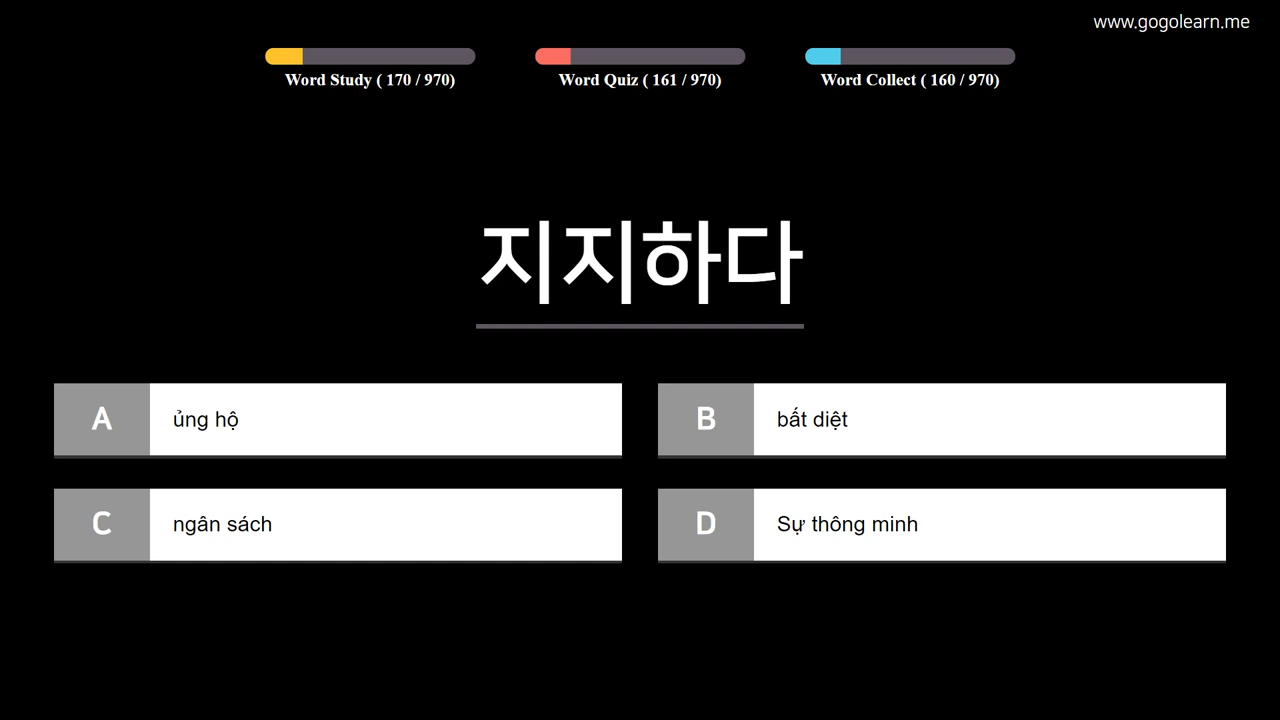 www.gogolearn.me
Word Study ( 170 / 970)
Word Quiz ( 161 / 970)
Word Collect ( 160 / 970)
지지하다
A ủng hộ
B bất diệt
C ngân sách
D Sự thông minh